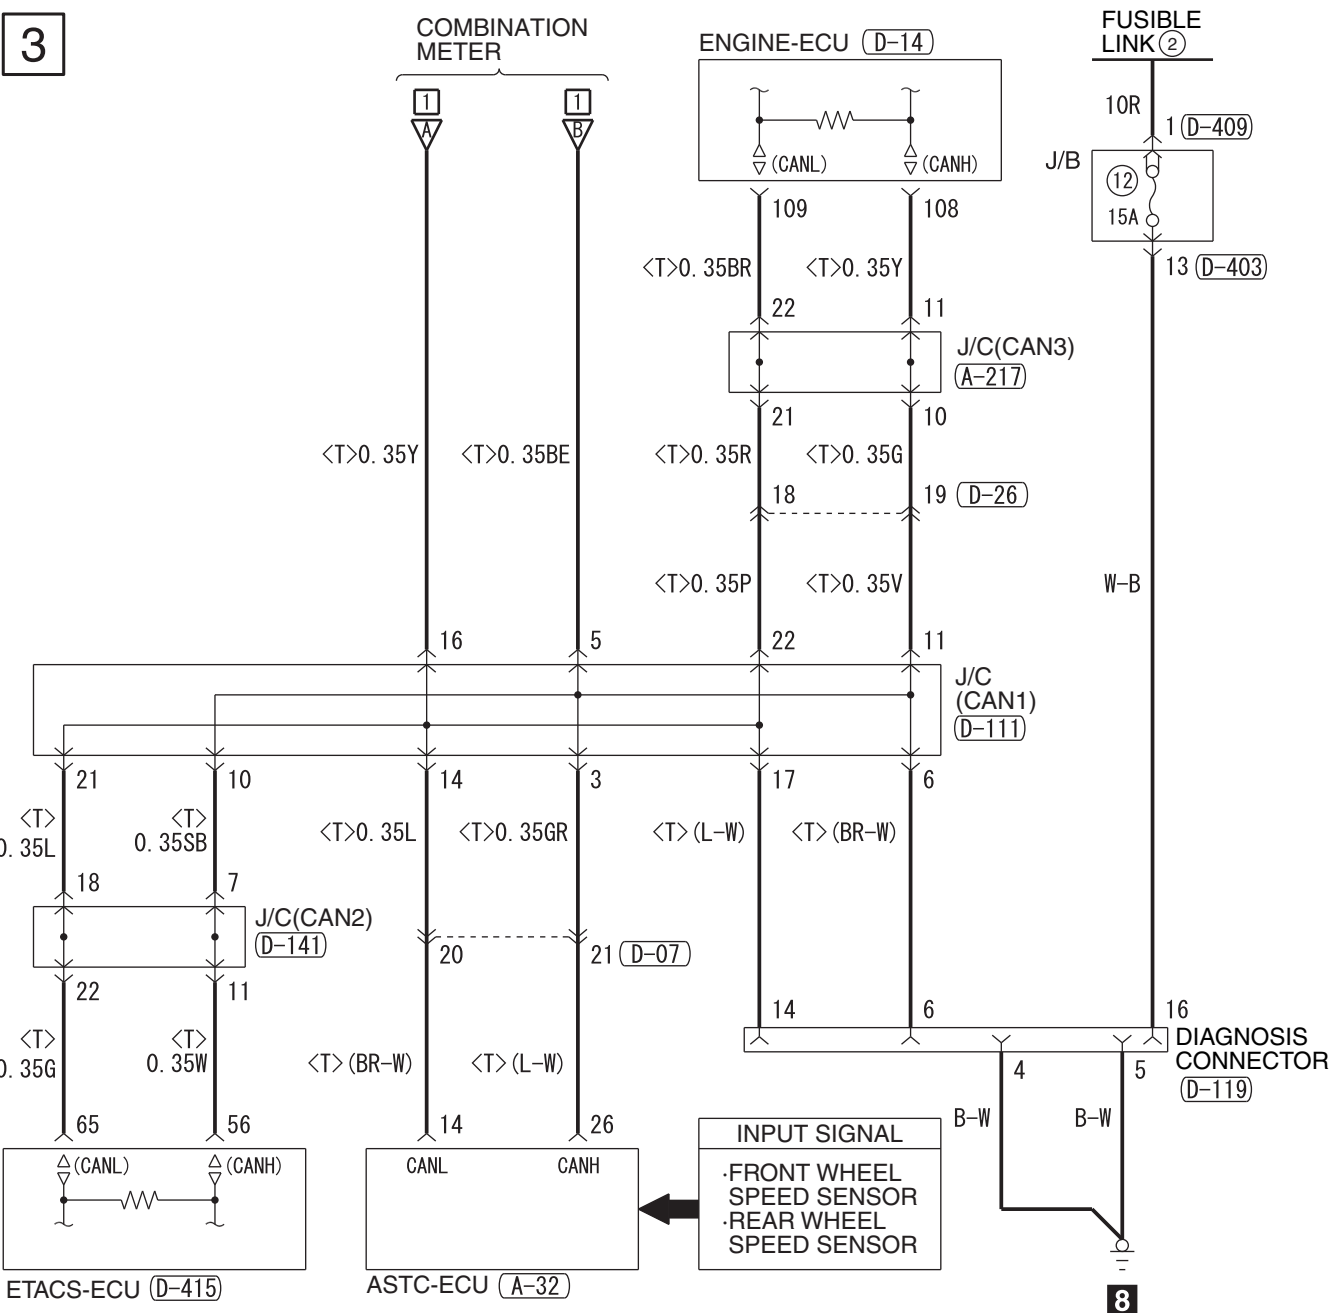 3
COMBINATION
METER
ENGINE-ECU (D-14)
FUSIBLE
LINK ②
1
1
A
B
10R
1 (D-409)
J/B
(CANL)
(CANH)
⑫
15A
109
108
13 (D-403)
<T>0. 35BR
<T>0. 35Y
22
11
J/C(CAN3)
(A-217)
21
10
<T>0. 35Y
<T>0. 35BE
<T>0. 35R
<T>0. 35G
18
19 (D-26)
<T>0. 35P
<T>0. 35V
W-B
16
5
22
11
J/C
(CAN1)
(D-111)
21
10
14
3
17
6
<T>
0. 35L
<T>
0. 35SB
<T>0. 35L
<T>0. 35GR
<T>(L-W)
<T>(BR-W)
18
7
J/C(CAN2)
(D-141)
20
21 (D-07)
22
11
14
6
16
DIAGNOSIS
CONNECTOR
(D-119)
<T>
0. 35G
<T>
0. 35W
<T>(BR-W)
<T>(L-W)
4
5
B-W
B-W
65
56
14
26
(CANL)
(CANH)
CANL
CANH
INPUT SIGNAL
·FRONT WHEEL
SPEED SENSOR
·REAR WHEEL
SPEED SENSOR
ETACS-ECU (D-415)
ASTC-ECU (A-32)
8